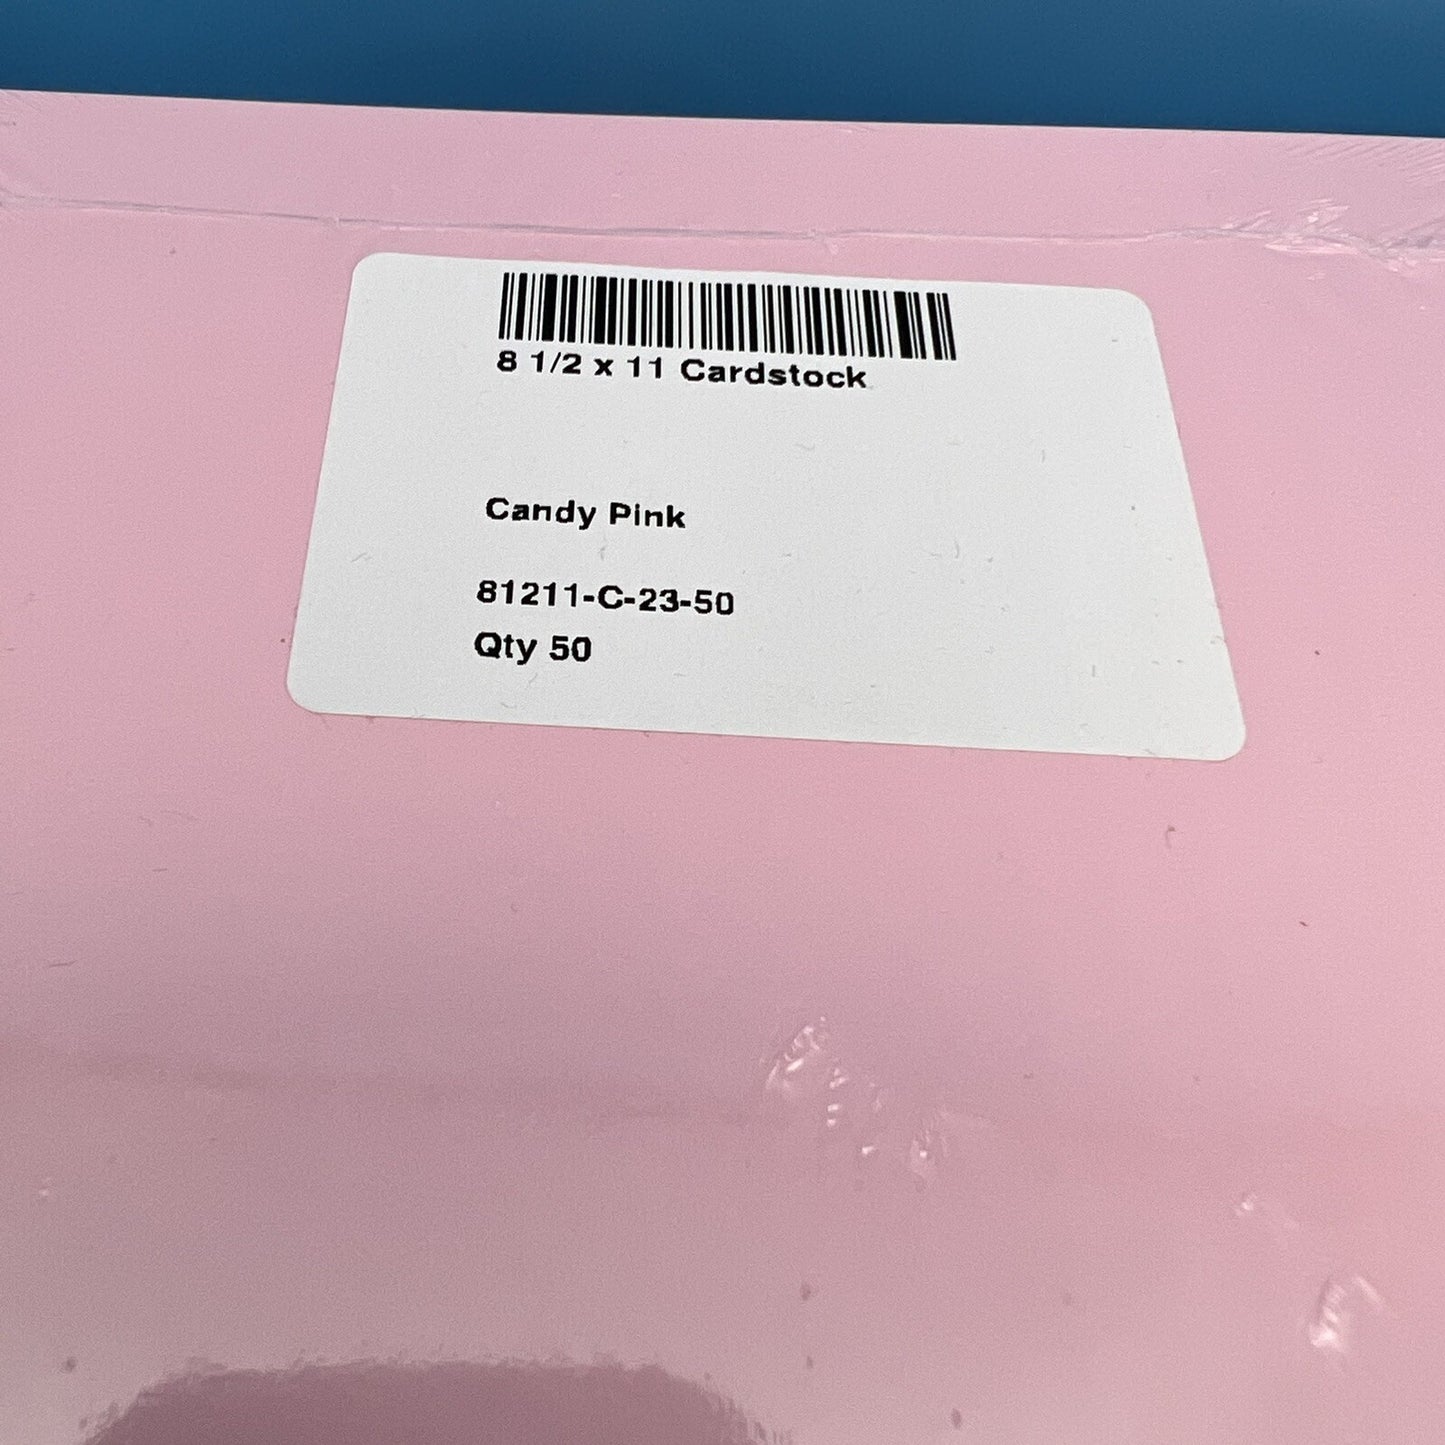 8 1/2 x 11 Cardstock
Candy Pink
81211-C-23-50
Qty 50